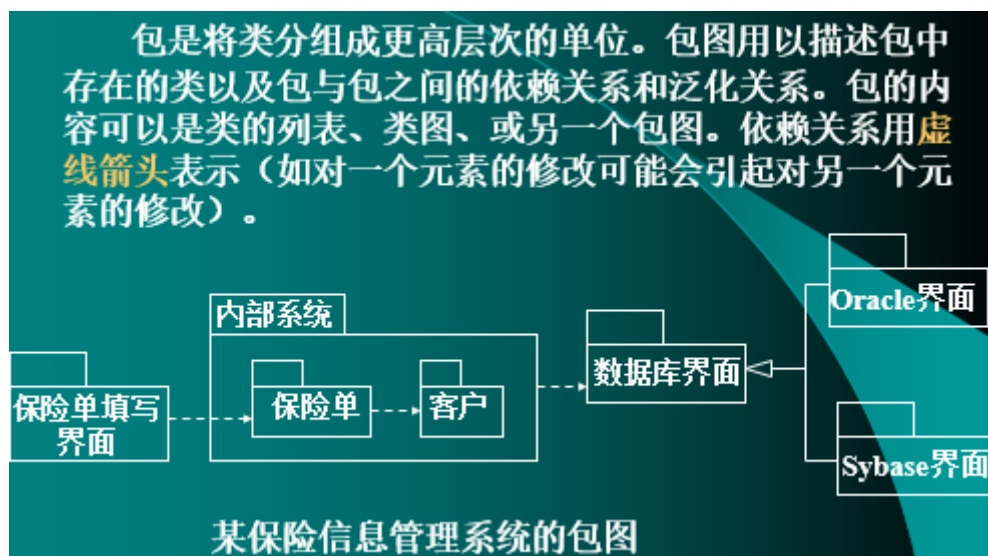 包是将类分组成更高层次的单位。包图用以描述包中
存在的类以及包与包之间的依赖关系和泛化关系。包的内
容可以是类的列表、类图、或另一个包图。依赖关系用虚
线箭头表示（如对一个元素的修改可能会引起对另一个元
素的修改）。
Oracle界面
内部系统
数据库界面
保险单填写
界面
保险单
客户
Sybase界面
某保险信息管理系统的包图